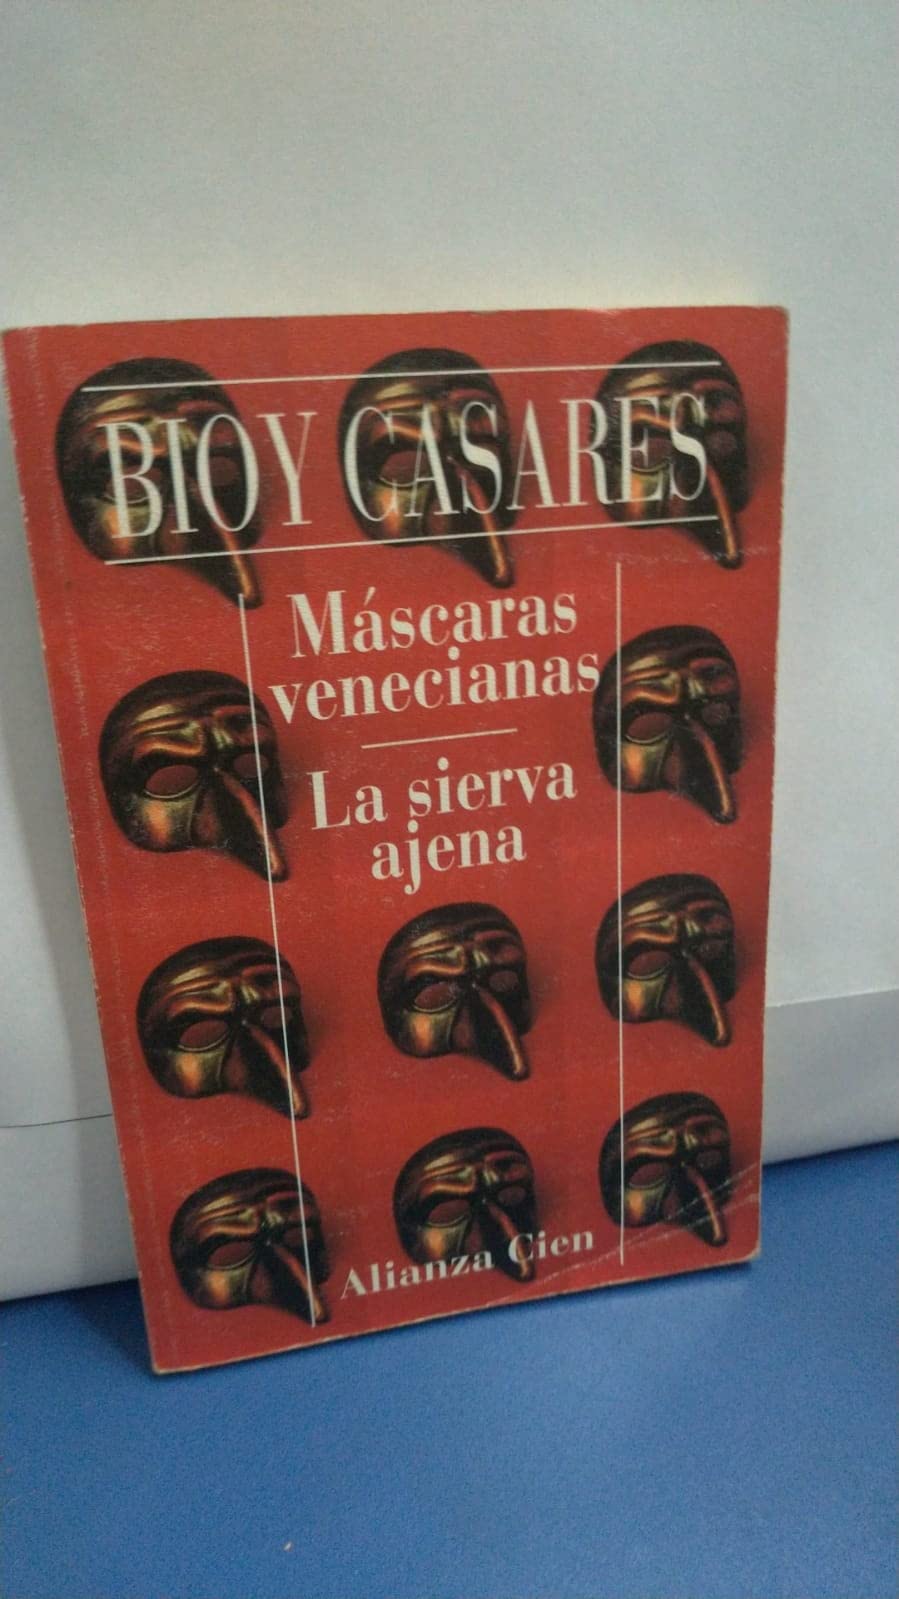 BIOY CASARES
Máscaras
venecianas
La sierva
ajena
Alianza Cien